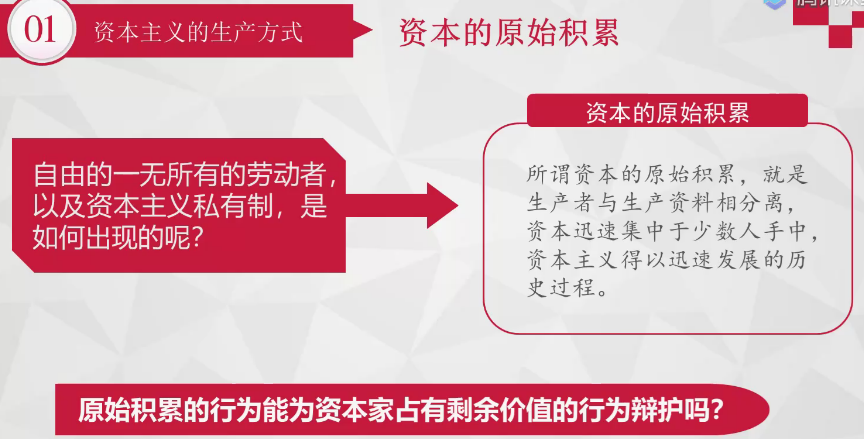 01
资本主义的生产方式
资本的原始积累
资本的原始积累
自由的一无所有的劳动者，
以及资本主义私有制，是
如何出现的呢？
所谓资本的原始积累，就是
生产者与生产资料相分离，
资本迅速集中于少数人手中，
资本主义得以迅速发展的历
史过程。
原始积累的行为能为资本家占有剩余价值的行为辩护吗？